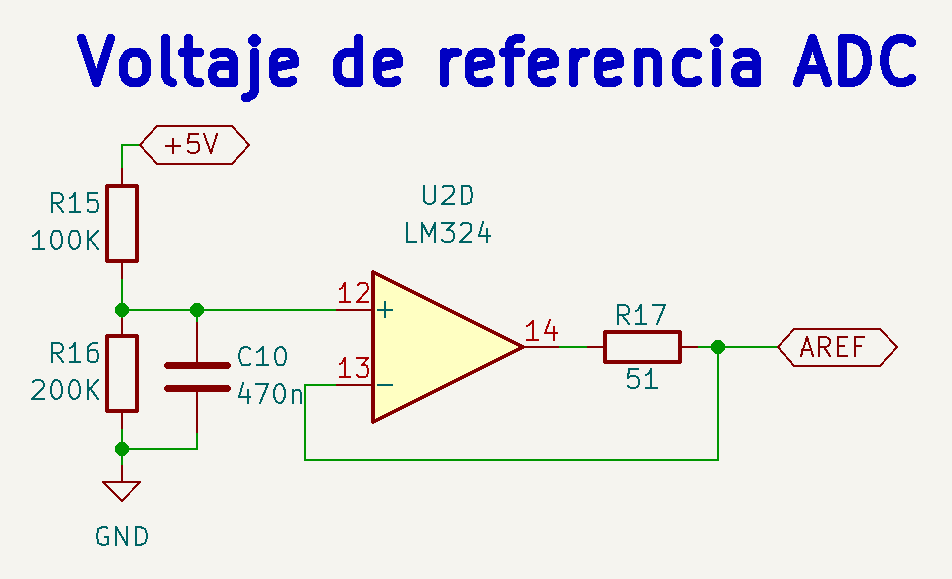 Voltaje de referencia ADC
+5V
R15
100K
U2D
LM324
12
+
13
−
14
R17
51
AREF
R16
200K
C10
470n
GND